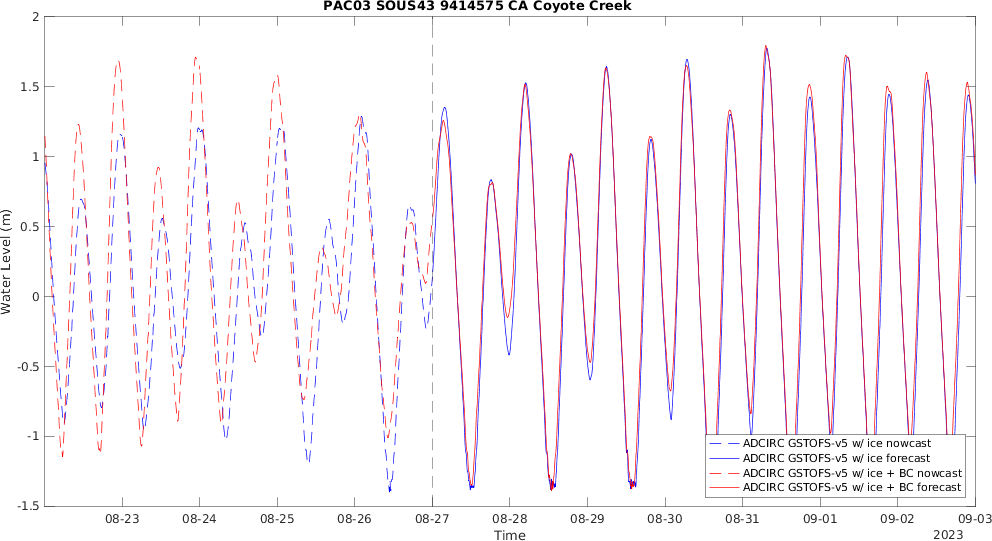 PAC03 SOUS43 9414575 CA Coyote Creek
2
1.5
1
0.5
0
-0.5
-1
-1.5
Water Level (m)
ADCIRC GSTOFS-v5 w/ ice nowcast
ADCIRC GSTOFS-v5 w/ ice forecast
ADCIRC GSTOFS-v5 w/ ice + BC nowcast
ADCIRC GSTOFS-v5 w/ ice + BC forecast
08-23 08-24 08-25 08-26 08-27 08-28 08-29 08-30 08-31 09-01 09-02 09-03
Time
2023